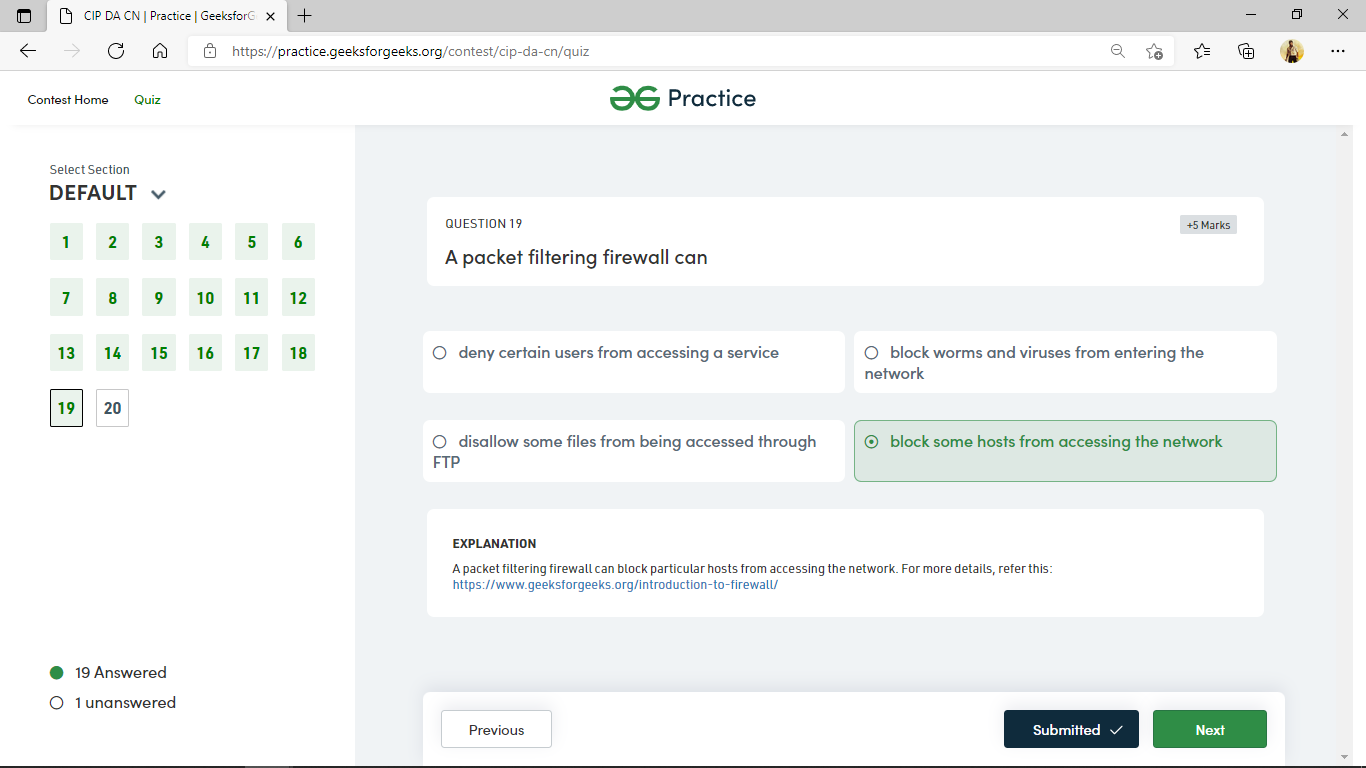 CIP DA CN | Practice | GeeksforG
https://practice.geeksforgeeks.org/contest/cip-da-cn/quiz
Contest Home Quiz
Practice
Select Section
DEFAULT
1 2 3 4 5 6
7 8 9 10 11 12
13 14 15 16 17 18
19 20
19 Answered
1 unanswered
QUESTION 19
+5 Marks
A packet filtering firewall can
deny certain users from accessing a service
block worms and viruses from entering the
network
disallow some files from being accessed through
FTP
block some hosts from accessing the network
EXPLANATION
A packet filtering firewall can block particular hosts from accessing the network. For more details, refer this:
https://www.geeksforgeeks.org/introduction-to-firewall/
Previous
Submitted
Next